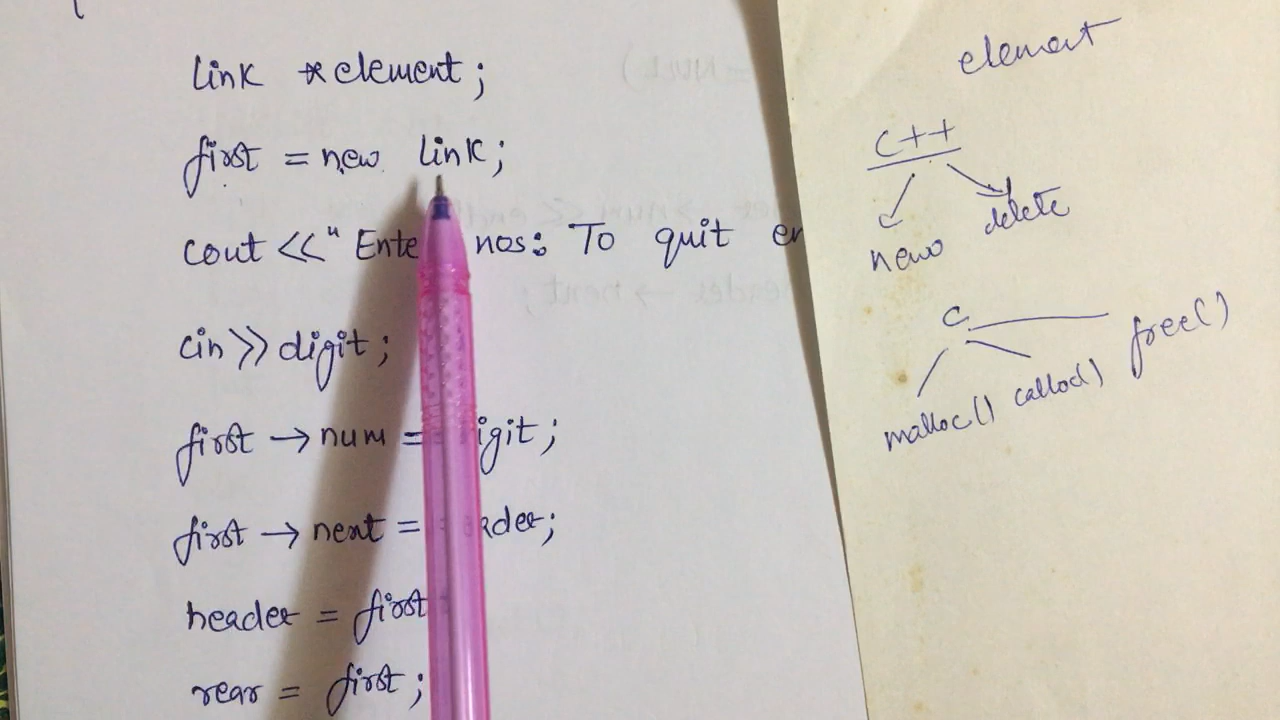 link *element;
first = new link;
cout << " Ente nos: To quit en
cin >> digit;
first → num = igit;
first → next = ader;
header = first
rear = first;
element
C++
new delete
C
malloc() calloc() free()